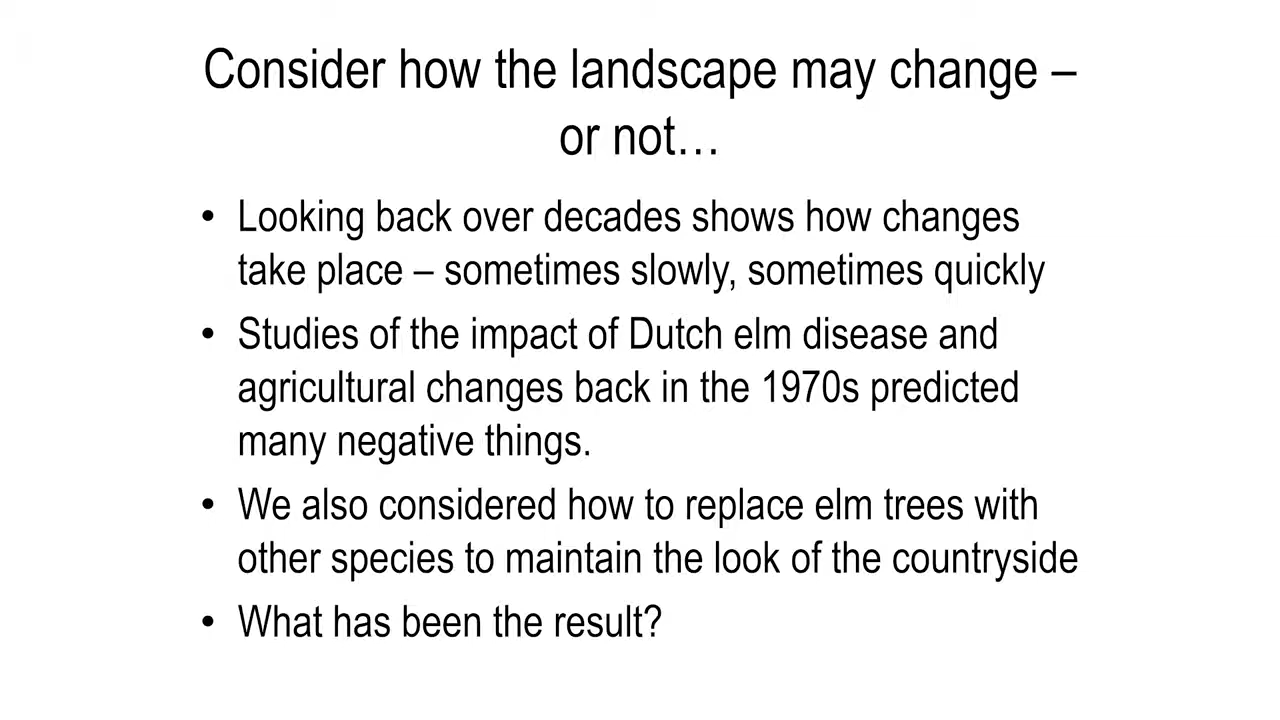 Consider how the landscape may change –
or not…
• Looking back over decades shows how changes
take place – sometimes slowly, sometimes quickly
• Studies of the impact of Dutch elm disease and
agricultural changes back in the 1970s predicted
many negative things.
• We also considered how to replace elm trees with
other species to maintain the look of the countryside
• What has been the result?